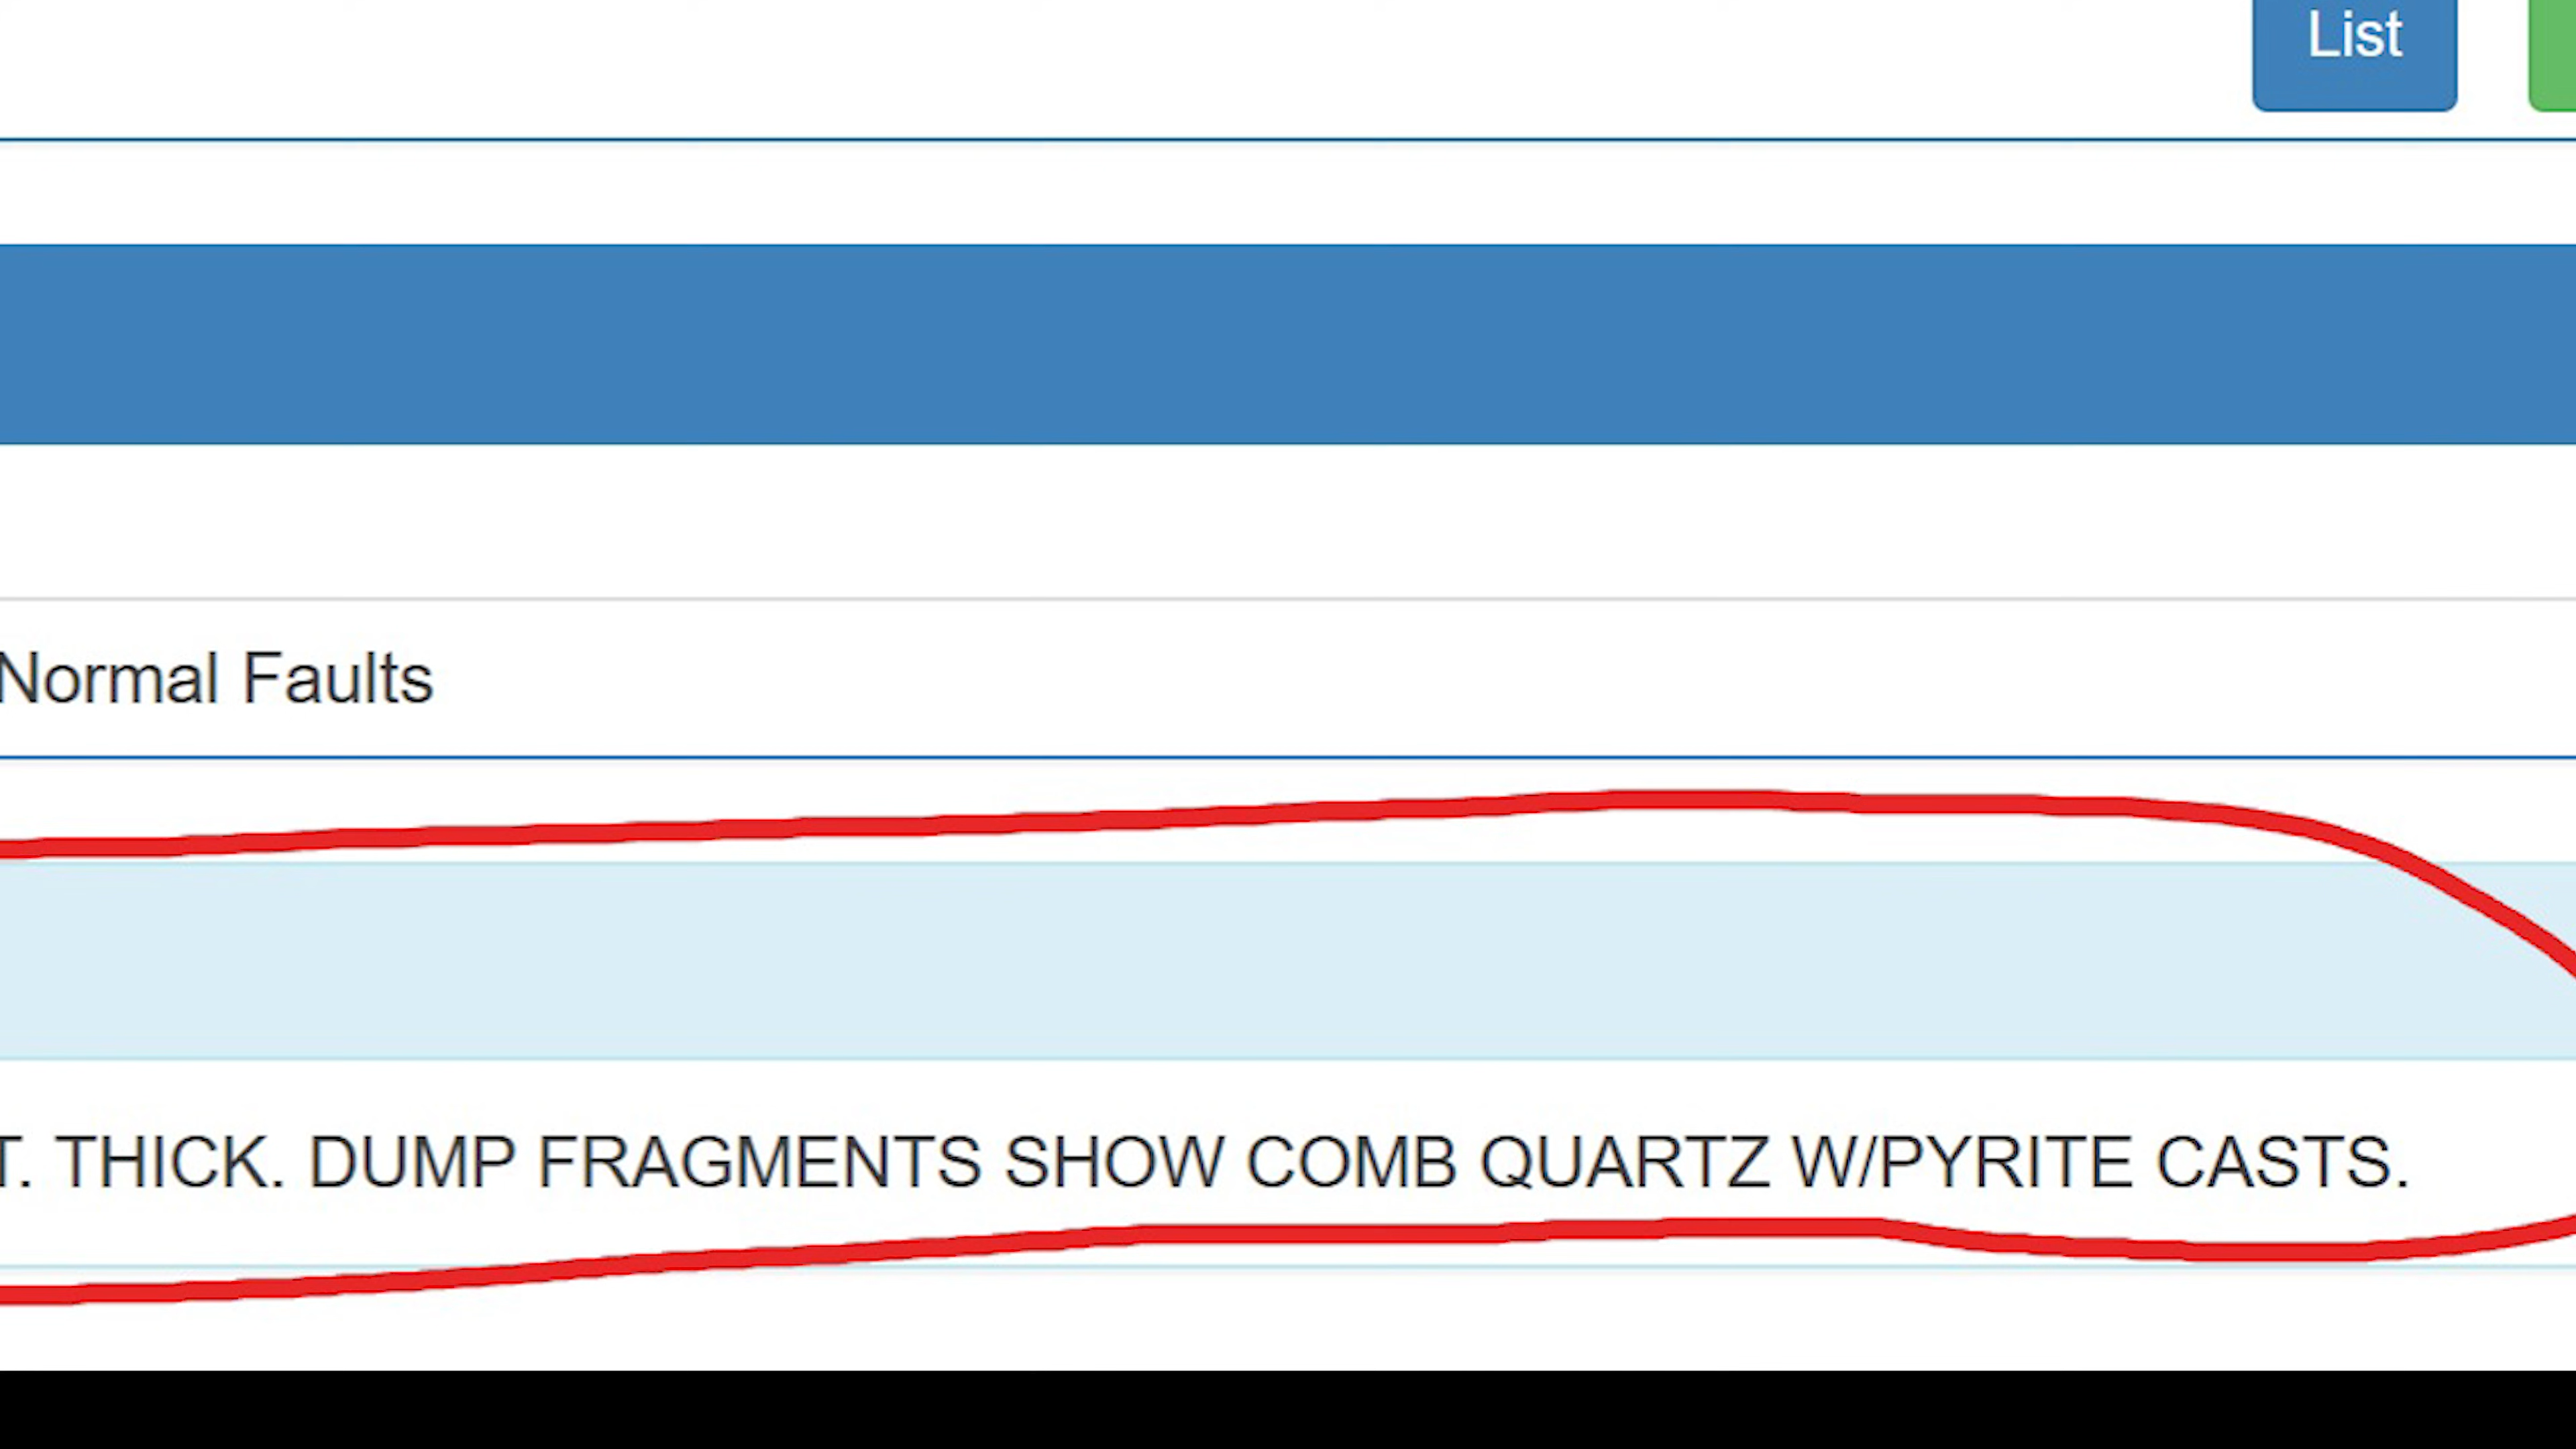 List
Normal Faults
T. THICK. DUMP FRAGMENTS SHOW COMB QUARTZ W/PYRITE CASTS.